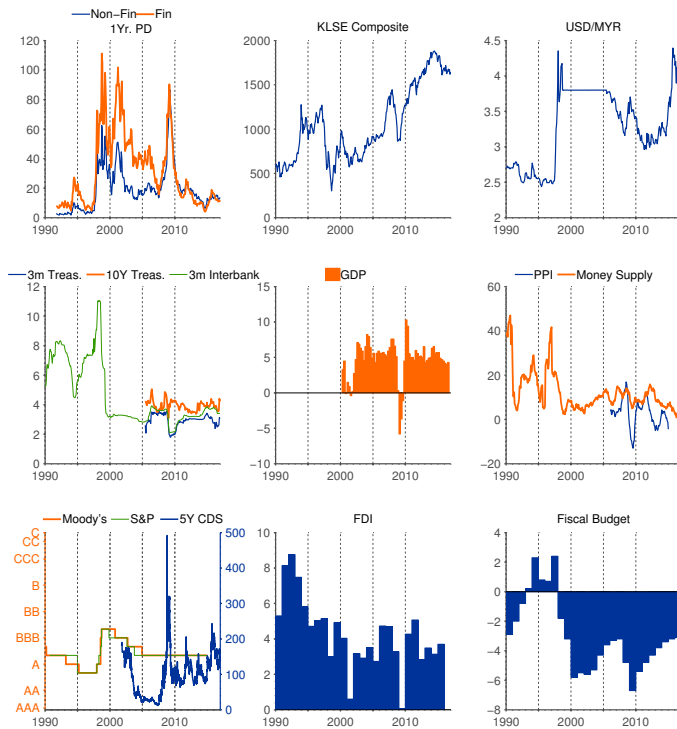 Non−Fin Fin
1Yr. PD
120
100
80
60
40
20
0
1990 2000 2010
KLSE Composite
2000
1500
1000
500
0
1990 2000 2010
USD/MYR
4.5
4
3.5
3
2.5
2
1990 2000 2010
3m Treas. 10Y Treas. 3m Interbank
12
10
8
6
4
2
0
1990 2000 2010
GDP
15
10
5
0
−5
−10
1990 2000 2010
PPI Money Supply
60
40
20
0
−20
1990 2000 2010
Moody's S&P 5Y CDS
C
CC
CCC
B
BB
BBB
A
AA
AAA
500
400
300
200
100
0
1990 2000 2010
FDI
10
8
6
4
2
0
1990 2000 2010
Fiscal Budget
4
2
0
−2
−4
−6
−8
1990 2000 2010